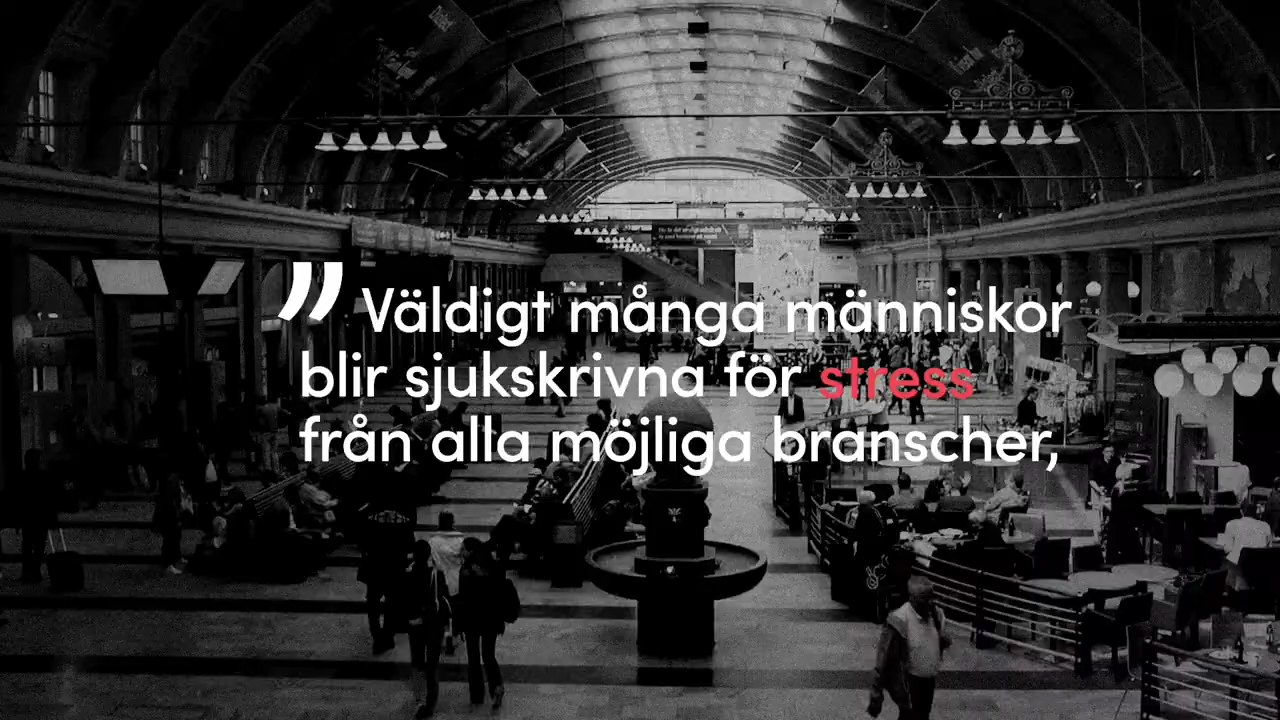 ” Väldigt många människor
blir sjukskrivna för stress
från alla möjliga branscher,